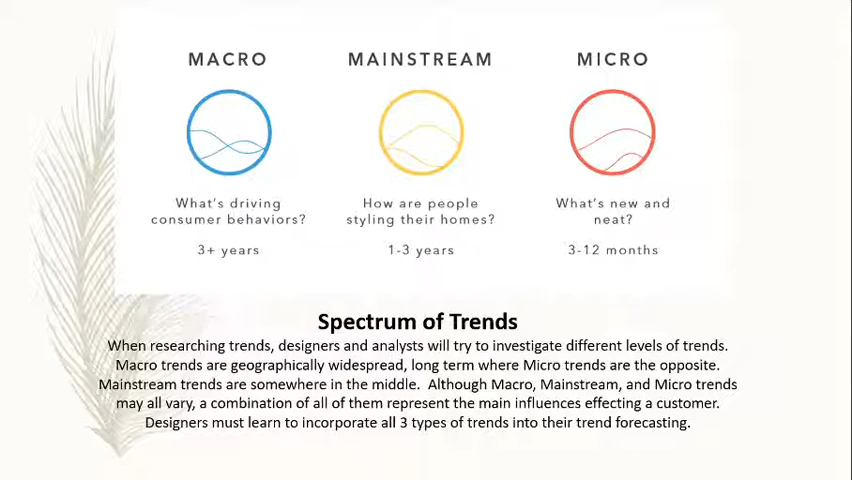 MACRO MAINSTREAM MICRO
What's driving consumer behaviors?
3+ years
How are people styling their homes?
1-3 years
What's new and neat?
3-12 months
Spectrum of Trends
When researching trends, designers and analysts will try to investigate different levels of trends.
Macro trends are geographically widespread, long term where Micro trends are the opposite.
Mainstream trends are somewhere in the middle.  Although Macro, Mainstream, and Micro trends
may all vary, a combination of all of them represent the main influences effecting a customer.
Designers must learn to incorporate all 3 types of trends into their trend forecasting.